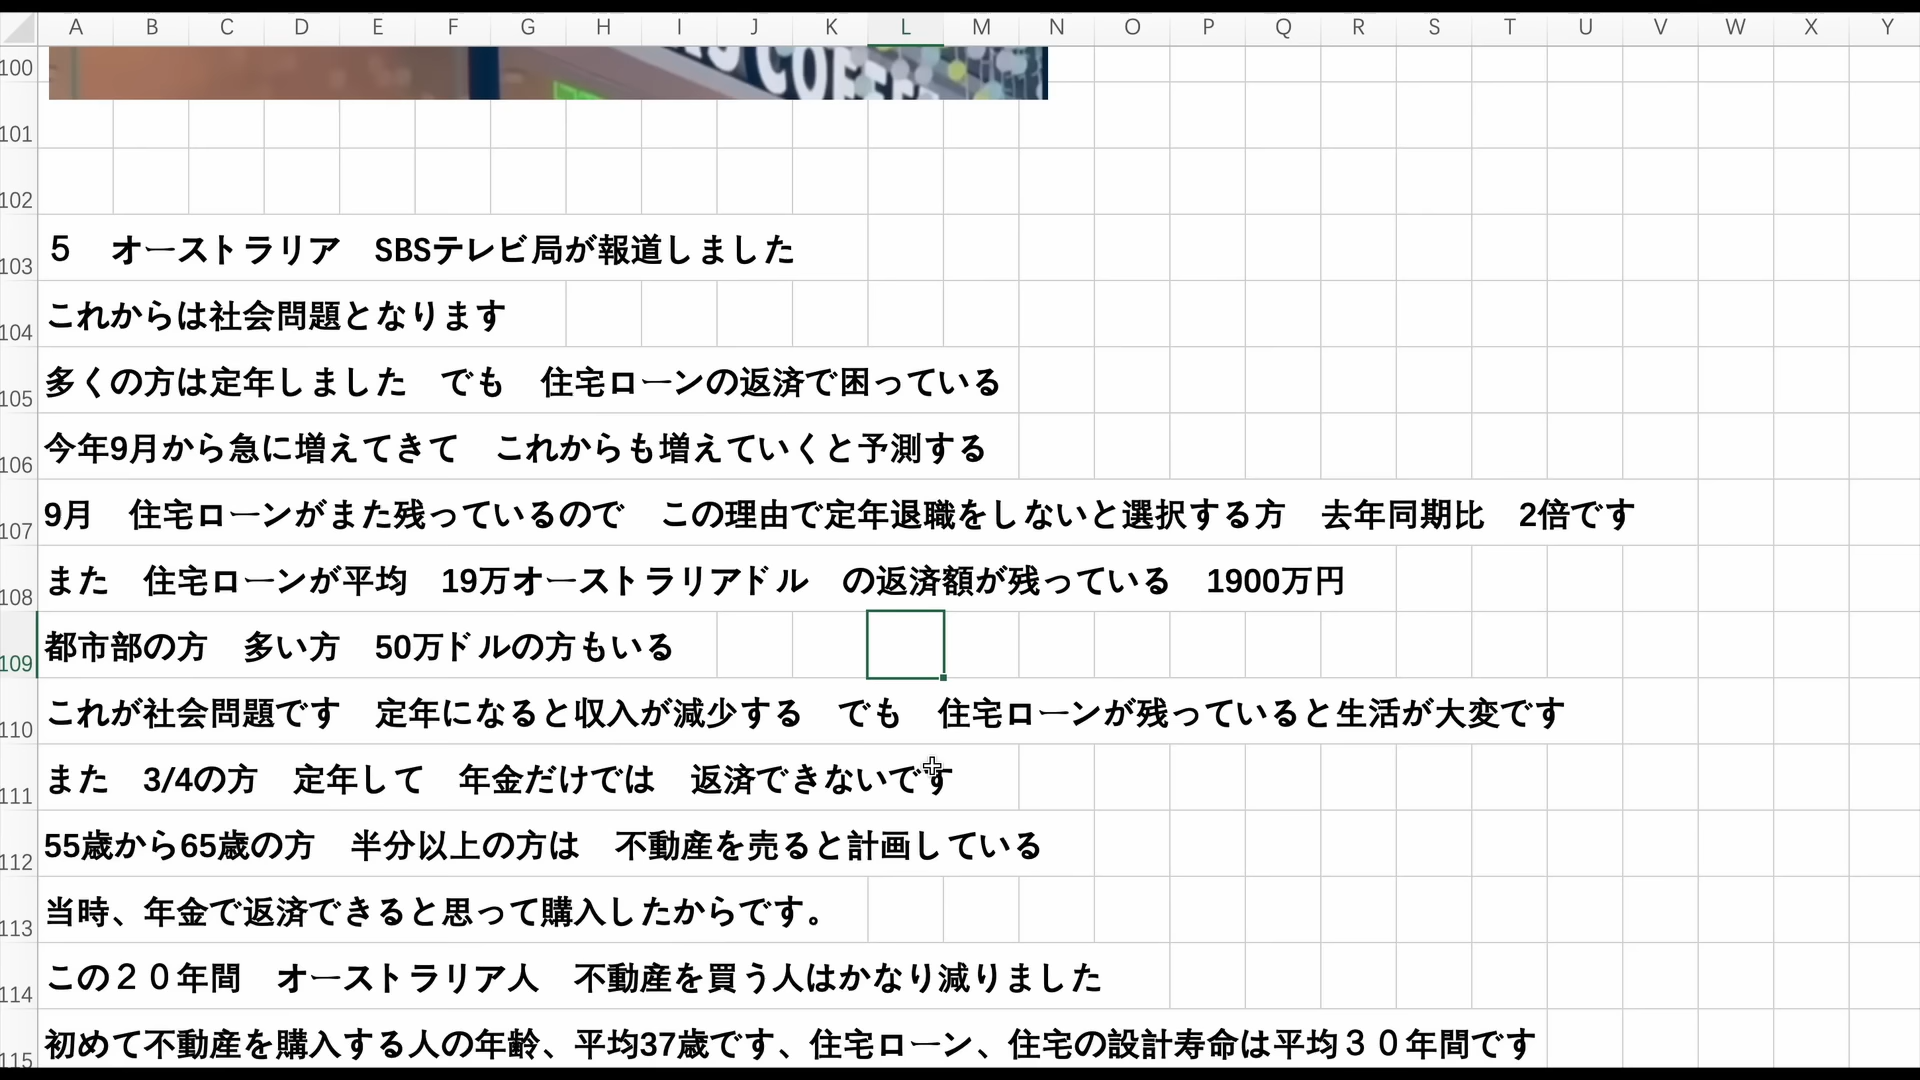 A B C D E F G H I J K L M N O P Q R S T U V W X Y
100
COFFE
101
102
103 ５　オーストラリア　SBSテレビ局が報道しました
104 これからは社会問題となります
105 多くの方は定年しました　でも　住宅ローンの返済で困っている
106 今年9月から急に増えてきて　これからも増えていくと予測する
107 9月　住宅ローンがまた残っているので　この理由で定年退職をしないと選択する方　去年同期比　2倍です
108 また　住宅ローンが平均　19万オーストラリアドル　の返済額が残っている　1900万円
109 都市部の方　多い方　50万ドルの方もいる
110 これが社会問題です　定年になると収入が減少する　でも　住宅ローンが残っていると生活が大変です
111 また　3/4の方　定年して　年金だけでは　返済できないです
112 55歳から65歳の方　半分以上の方は　不動産を売ると計画している
113 当時、年金で返済できると思って購入したからです。
114 この２０年間　オーストラリア人　不動産を買う人はかなり減りました
115 初めて不動産を購入する人の年齢、平均37歳です、住宅ローン、住宅の設計寿命は平均３０年間です